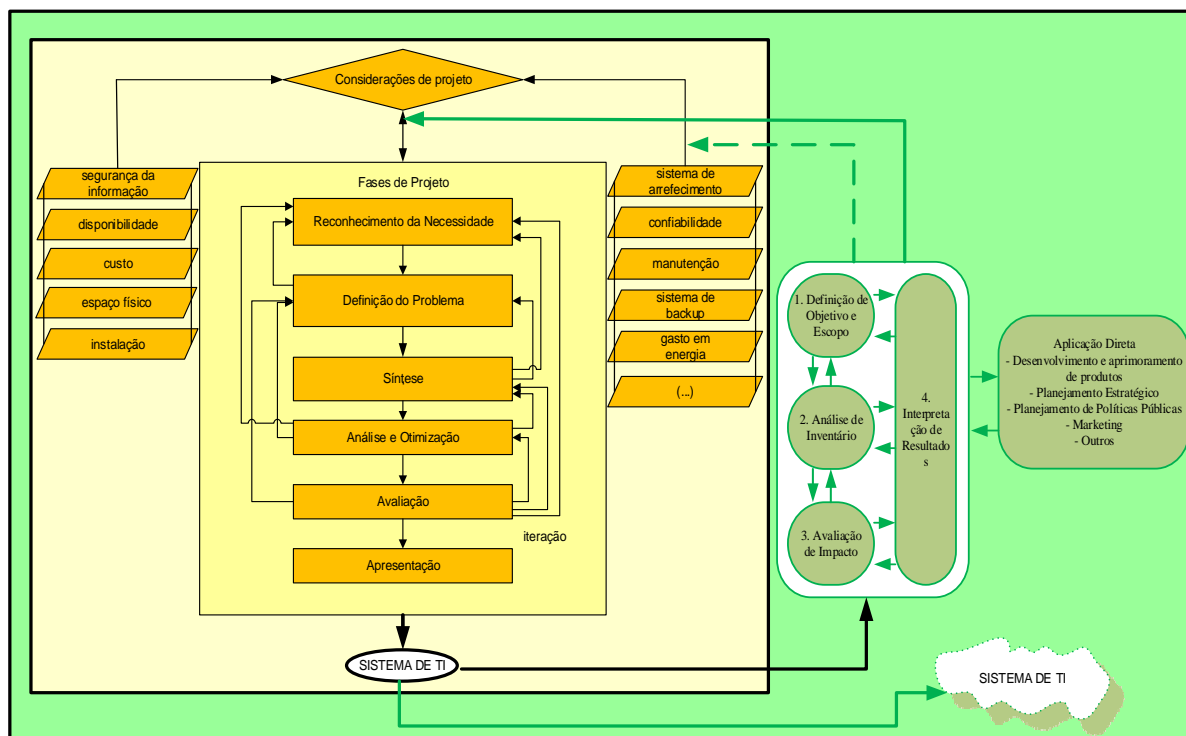 Considerações de projeto
segurança da
informação
disponibilidade
custo
espaço físico
instalação
Fases de Projeto
Reconhecimento da Necessidade
Definição do Problema
Síntese
Análise e Otimização
Avaliação
iteração
Apresentação
sistema de
arrefecimento
confiabilidade
manutenção
sistema de
backup
gasto em
energia
(...)
SISTEMA DE TI
1. Definição de
Objetivo e
Escopo
2. Análise de
Inventário
3. Avaliação
de Impacto
4.
Interpreta
ção de
Resultado
s
Aplicação Direta
- Desenvolvimento e aprimoramento
de produtos
- Planejamento Estratégico
- Planejamento de Políticas Públicas
- Marketing
- Outros
SISTEMA DE TI